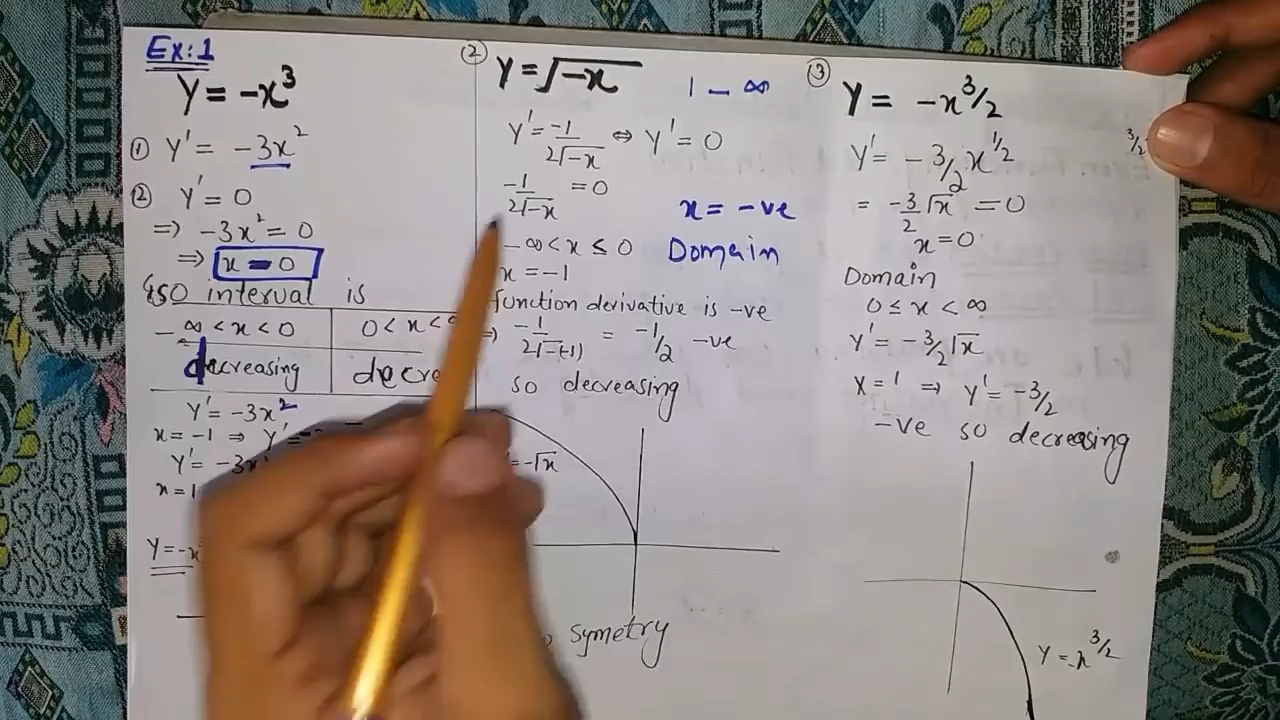 Ex:1
Y = -x³
① Y' = -3x²
② Y' = 0
=> -3x² = 0
=> x = 0
so interval is
-∞ < x < 0
0 < x <
decreasing
decre
Y' = -3x²
x = -1 => Y' =
Y' = -3x
x = 1
Y = -x
② Y = √-x
1 - ∞
Y' = -1/2√-x ⇔ Y' = 0
-1/2√-x = 0
x = -ve
-∞ < x ≤ 0 Domain
x = -1
function derivative is -ve
-1/2√-(-1) = -1/2 -ve
so decreasing
= -√x
symetry
③ Y = -x^3/2
3/2
Y' = -3/2 x^1/2
= -3/2 √x = 0
x = 0
Domain
0 ≤ x < ∞
Y' = -3/2 √x
x = 1 => Y' = -3/2
-ve so decreasing
Y = -x^3/2